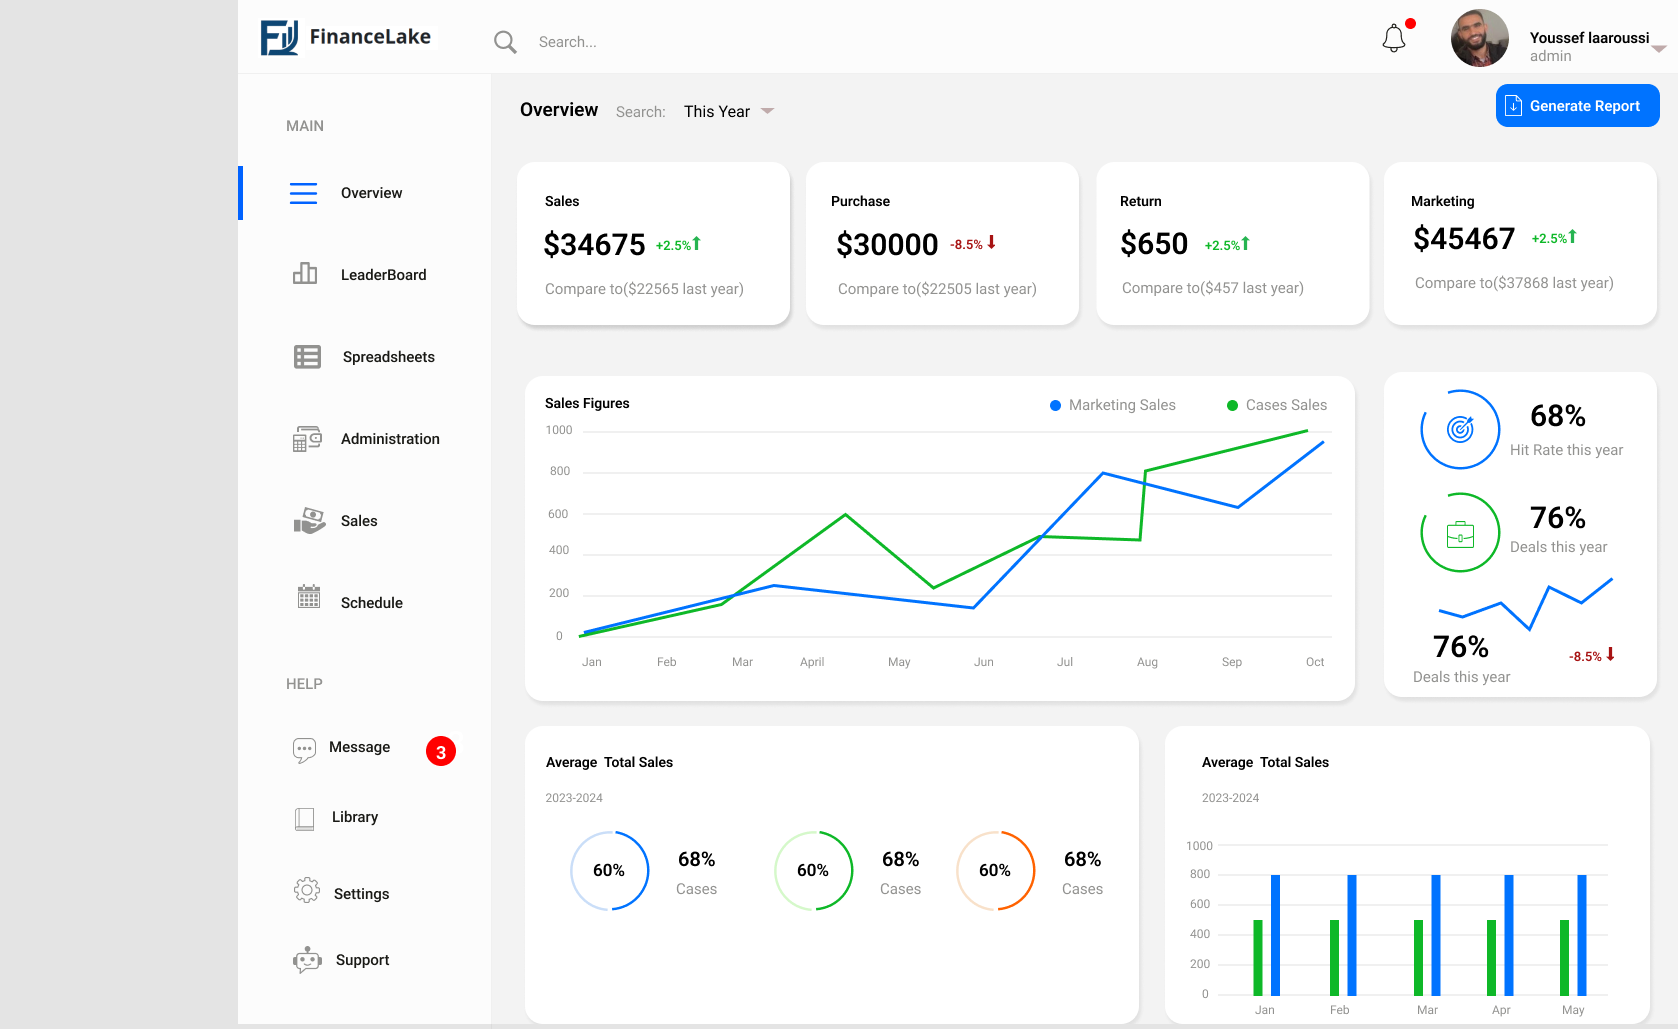 FinanceLake
Search...
Youssef laaroussi
admin
Overview
Search:
This Year
Generate Report
MAIN
Overview
LeaderBoard
Spreadsheets
Administration
Sales
Schedule
HELP
Message
3
Library
Settings
Support
Sales
$34675 +2.5%
Compare to($22565 last year)
Purchase
$30000 -8.5%
Compare to($22505 last year)
Return
$650 +2.5%
Compare to($457 last year)
Marketing
$45467 +2.5%
Compare to($37868 last year)
Sales Figures
Marketing Sales
Cases Sales
1000
800
600
400
200
0
Jan Feb Mar April May Jun Jul Aug Sep Oct
68%
Hit Rate this year
76%
Deals this year
76%
-8.5%
Deals this year
Average Total Sales
2023-2024
60%
68%
Cases
60%
68%
Cases
60%
68%
Cases
Average Total Sales
2023-2024
1000
800
600
400
200
0
Jan Feb Mar Apr May